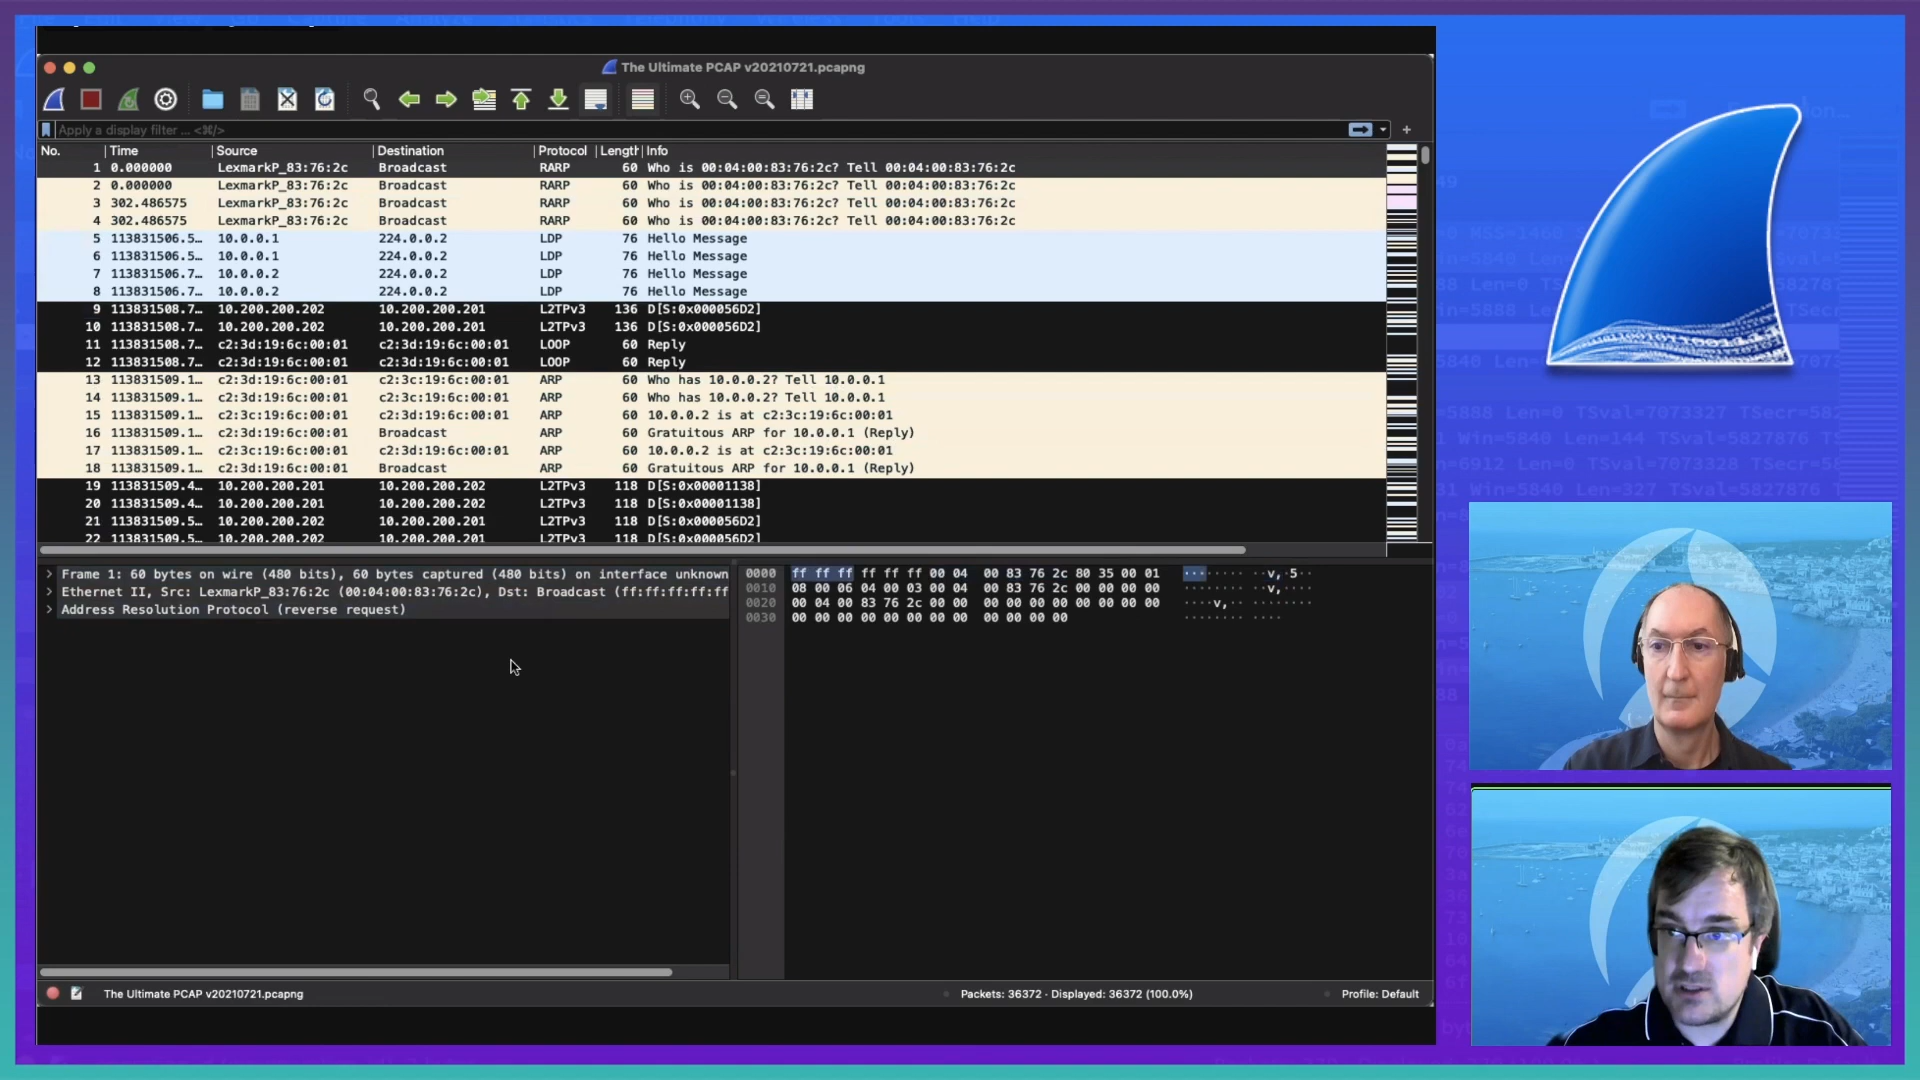 The Ultimate PCAP v20210721.pcapng
Apply a display filter ... <⌘/>
No. Time Source Destination Protocol Length Info
1 0.000000 LexmarkP_83:76:2c Broadcast RARP 60 Who is 00:04:00:83:76:2c? Tell 00:04:00:83:76:2c
2 0.000000 LexmarkP_83:76:2c Broadcast RARP 60 Who is 00:04:00:83:76:2c? Tell 00:04:00:83:76:2c
3 302.486575 LexmarkP_83:76:2c Broadcast RARP 60 Who is 00:04:00:83:76:2c? Tell 00:04:00:83:76:2c
4 302.486575 LexmarkP_83:76:2c Broadcast RARP 60 Who is 00:04:00:83:76:2c? Tell 00:04:00:83:76:2c
5 113831506.5… 10.0.0.1 224.0.0.2 LDP 76 Hello Message
6 113831506.5… 10.0.0.1 224.0.0.2 LDP 76 Hello Message
7 113831506.7… 10.0.0.2 224.0.0.2 LDP 76 Hello Message
8 113831506.7… 10.0.0.2 224.0.0.2 LDP 76 Hello Message
9 113831508.7… 10.200.200.202 10.200.200.201 L2TPv3 136 D[S:0x000056D2]
10 113831508.7… 10.200.200.202 10.200.200.201 L2TPv3 136 D[S:0x000056D2]
11 113831508.7… c2:3d:19:6c:00:01 c2:3d:19:6c:00:01 LOOP 60 Reply
12 113831508.7… c2:3d:19:6c:00:01 c2:3d:19:6c:00:01 LOOP 60 Reply
13 113831509.1… c2:3d:19:6c:00:01 c2:3c:19:6c:00:01 ARP 60 Who has 10.0.0.2? Tell 10.0.0.1
14 113831509.1… c2:3d:19:6c:00:01 c2:3c:19:6c:00:01 ARP 60 Who has 10.0.0.2? Tell 10.0.0.1
15 113831509.1… c2:3c:19:6c:00:01 c2:3d:19:6c:00:01 ARP 60 10.0.0.2 is at c2:3c:19:6c:00:01
16 113831509.1… c2:3d:19:6c:00:01 Broadcast ARP 60 Gratuitous ARP for 10.0.0.1 (Reply)
17 113831509.1… c2:3c:19:6c:00:01 c2:3d:19:6c:00:01 ARP 60 10.0.0.2 is at c2:3c:19:6c:00:01
18 113831509.1… c2:3d:19:6c:00:01 Broadcast ARP 60 Gratuitous ARP for 10.0.0.1 (Reply)
19 113831509.4… 10.200.200.201 10.200.200.202 L2TPv3 118 D[S:0x00001138]
20 113831509.4… 10.200.200.201 10.200.200.202 L2TPv3 118 D[S:0x00001138]
21 113831509.5… 10.200.200.202 10.200.200.201 L2TPv3 118 D[S:0x000056D2]
22 113831509.5… 10.200.200.202 10.200.200.201 L2TPv3 118 D[S:0x000056D2]
Frame 1: 60 bytes on wire (480 bits), 60 bytes captured (480 bits) on interface unknown
Ethernet II, Src: LexmarkP_83:76:2c (00:04:00:83:76:2c), Dst: Broadcast (ff:ff:ff:ff:ff
Address Resolution Protocol (reverse request)
0000 ff ff ff ff ff ff 00 04 00 83 76 2c 80 35 00 01 ········ ··v,·5··
0010 08 00 06 04 00 03 00 04 00 83 76 2c 00 00 00 00 ········ ··v,····
0020 00 04 00 83 76 2c 00 00 00 00 00 00 00 00 00 00 ····v,·· ········
0030 00 00 00 00 00 00 00 00 00 00 00 00 ········ ····
The Ultimate PCAP v20210721.pcapng
Packets: 36372 · Displayed: 36372 (100.0%)
Profile: Default